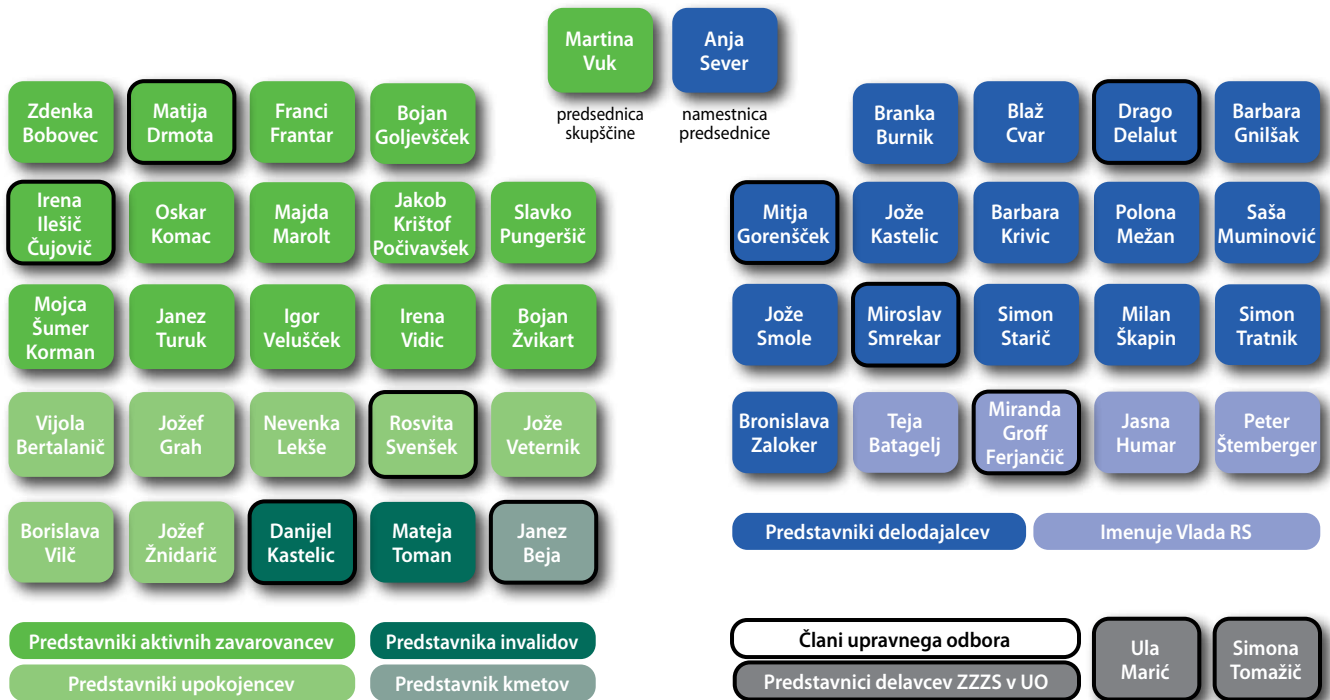 Martina
Vuk
Anja
Sever
predsednica
skupščine
namestnica
predsednice
Zdenka
Bobovec
Matija
Drmota
Franci
Frantar
Bojan
Goljevšček
Irena
Ilešič
Čujovič
Oskar
Komac
Majda
Marolt
Jakob
Krištof
Počivavšek
Slavko
Pungeršič
Mojca
Šumer
Korman
Janez
Turuk
Igor
Velušček
Irena
Vidic
Bojan
Žvikart
Vijola
Bertalanič
Jožef
Grah
Nevenka
Lekše
Rosvita
Svenšek
Jože
Veternik
Borislava
Vilč
Jožef
Žnidarič
Danijel
Kastelic
Mateja
Toman
Janez
Beja
Predstavniki aktivnih zavarovancev
Predstavnika invalidov
Predstavniki upokojencev
Predstavnik kmetov
Branka
Burnik
Blaž
Cvar
Drago
Delalut
Barbara
Gnilšak
Mitja
Gorenšček
Jože
Kastelic
Barbara
Krivic
Polona
Mežan
Saša
Muminović
Jože
Smole
Miroslav
Smrekar
Simon
Starič
Milan
Škapin
Simon
Tratnik
Bronislava
Zaloker
Teja
Batagelj
Miranda
Groff
Ferjančič
Jasna
Humar
Peter
Štemberger
Predstavniki delodajalcev
Imenuje Vlada RS
Člani upravnega odbora
Predstavnici delavcev ZZZS v UO
Ula
Marić
Simona
Tomažič